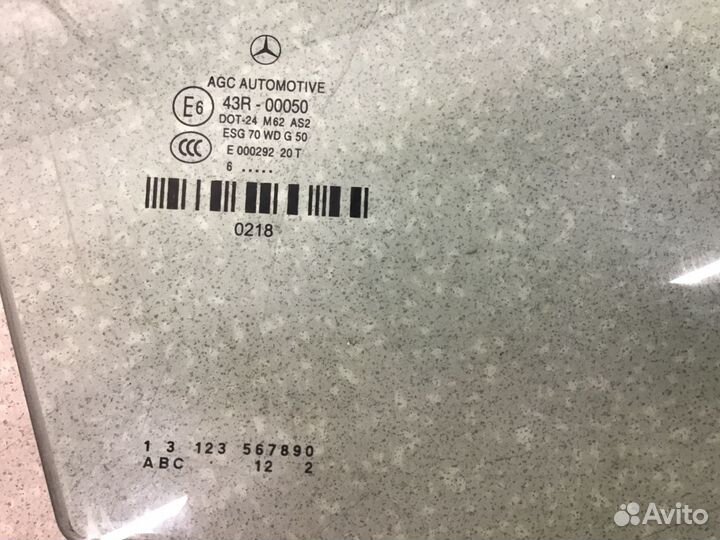 AGC AUTOMOTIVE
E6 43R - 00050
DOT-24 M62 AS2
ESG 70 WD G 50
CCC E 000292 20 T
6 .....
0218
1 3 123 567890
ABC . 12 2
Avito